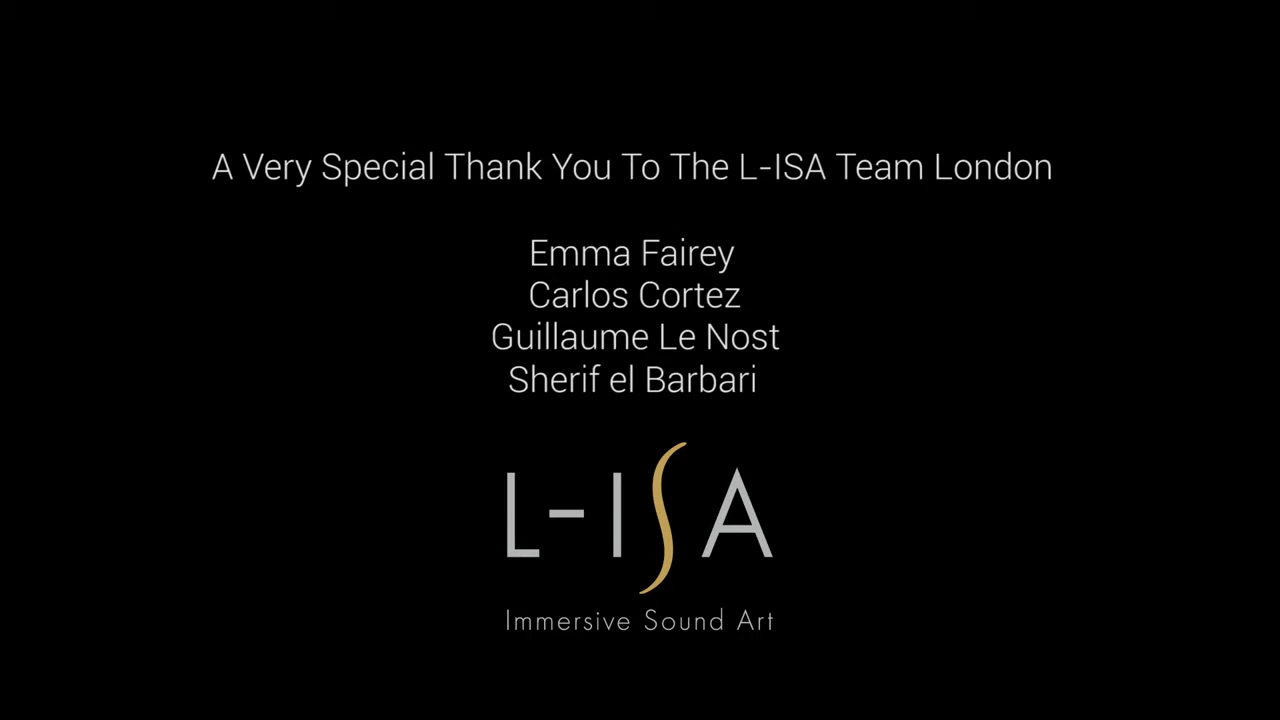 A Very Special Thank You To The L-ISA Team London
Emma Fairey
Carlos Cortez
Guillaume Le Nost
Sherif el Barbari
L-ISA
Immersive Sound Art